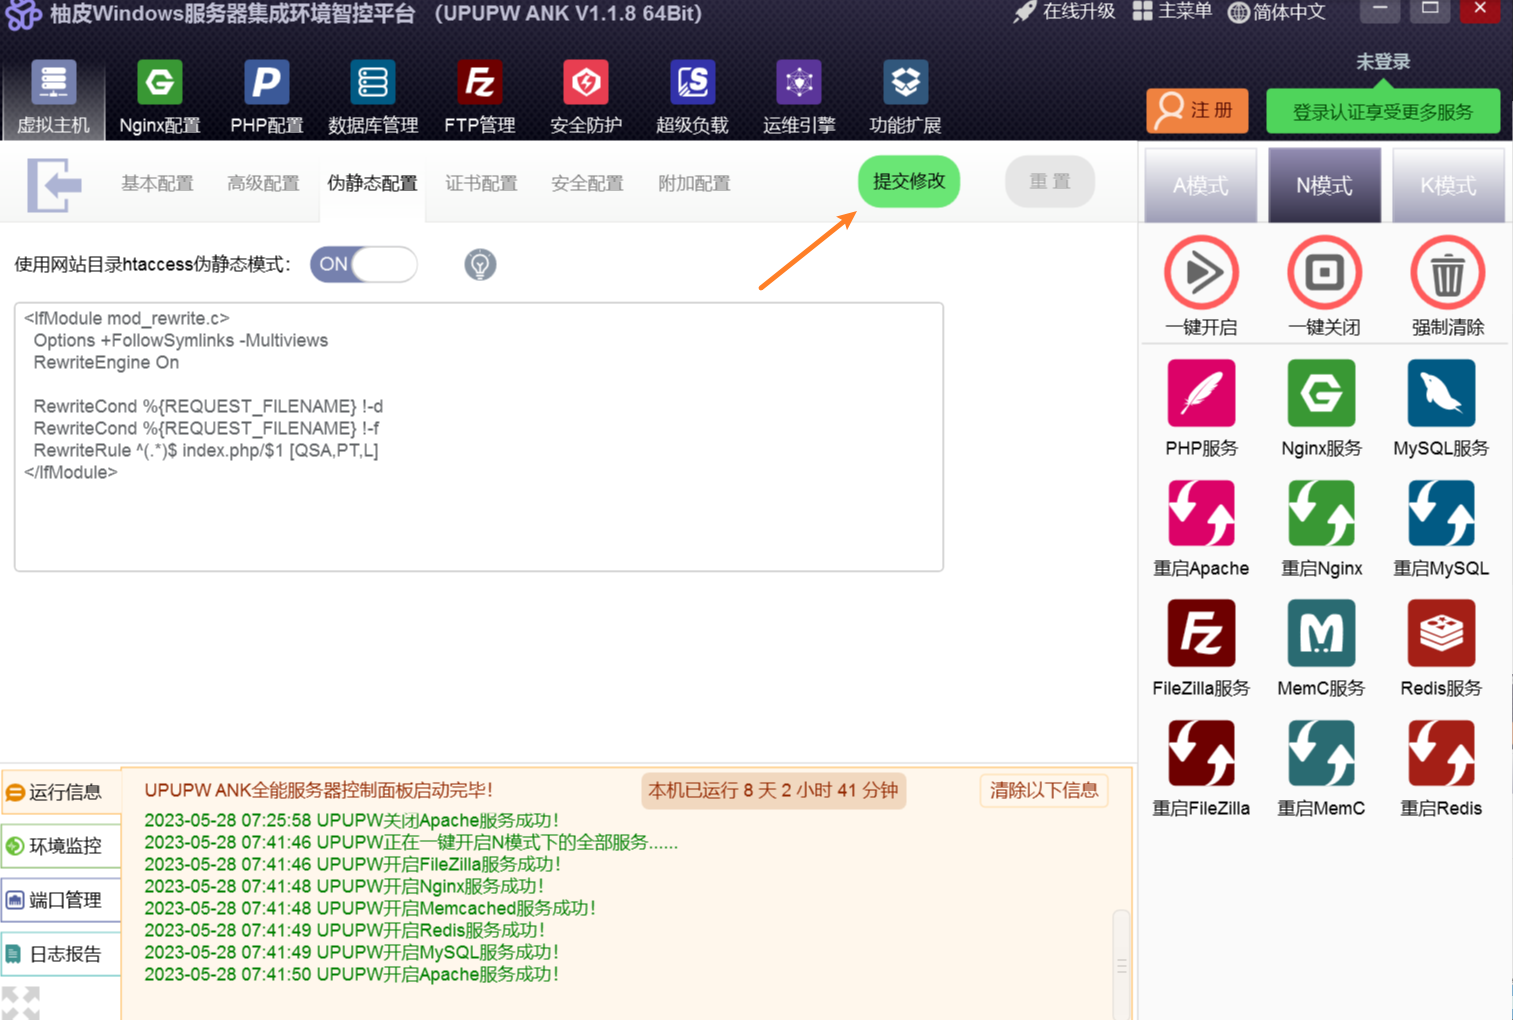 柚皮Windows服务器集成环境智控平台 （UPUPW ANK V1.1.8 64Bit)
在线升级 主菜单 简体中文
未登录
虚拟主机 Nginx配置 PHP配置 数据库管理 FTP管理 安全防护 超级负载 运维引擎 功能扩展
注 册 登录认证享受更多服务
基本配置 高级配置 伪静态配置 证书配置 安全配置 附加配置 提交修改 重 置
A模式 N模式 K模式
使用网站目录htaccess伪静态模式： ON
<IfModule mod_rewrite.c>
Options +FollowSymlinks -Multiviews
RewriteEngine On
RewriteCond %{REQUEST_FILENAME} !-d
RewriteCond %{REQUEST_FILENAME} !-f
RewriteRule ^(.*)$ index.php/$1 [QSA,PT,L]
</IfModule>
一键开启 一键关闭 强制清除
PHP服务 Nginx服务 MySQL服务
重启Apache 重启Nginx 重启MySQL
FileZilla服务 MemC服务 Redis服务
重启FileZilla 重启MemC 重启Redis
运行信息
环境监控
端口管理
日志报告
UPUPW ANK全能服务器控制面板启动完毕！ 本机已运行 8 天 2 小时 41 分钟 清除以下信息
2023-05-28 07:25:58 UPUPW关闭Apache服务成功！
2023-05-28 07:41:46 UPUPW正在一键开启N模式下的全部服务......
2023-05-28 07:41:46 UPUPW开启FileZilla服务成功！
2023-05-28 07:41:48 UPUPW开启Nginx服务成功！
2023-05-28 07:41:48 UPUPW开启Memcached服务成功！
2023-05-28 07:41:49 UPUPW开启Redis服务成功！
2023-05-28 07:41:49 UPUPW开启MySQL服务成功！
2023-05-28 07:41:50 UPUPW开启Apache服务成功！